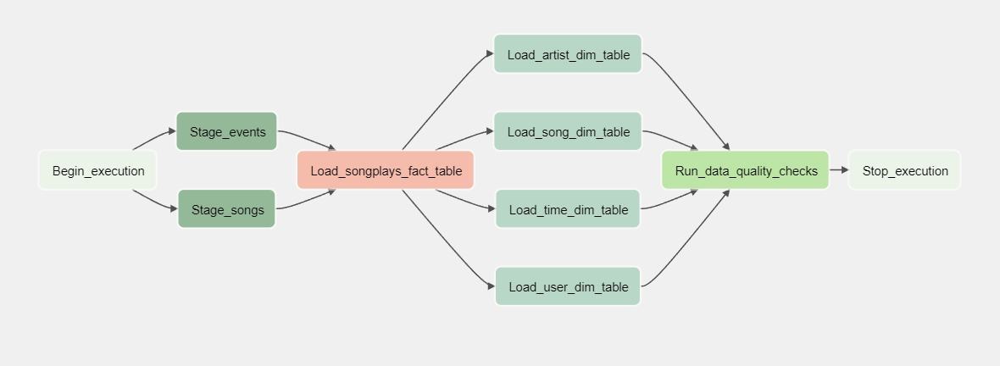 Begin_execution
Stage_events
Stage_songs
Load_songplays_fact_table
Load_artist_dim_table
Load_song_dim_table
Load_time_dim_table
Load_user_dim_table
Run_data_quality_checks
Stop_execution